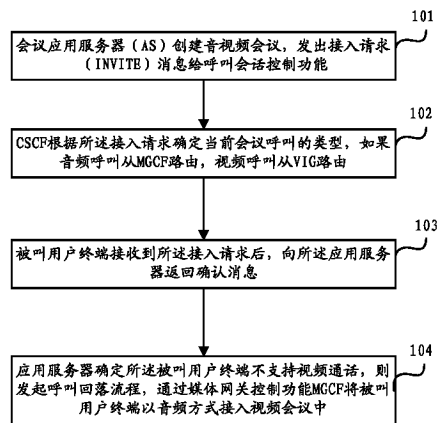 101
会议应用服务器（AS）创建音视频会议，发出接入请求
（INVITE）消息给呼叫会话控制功能
102
CSCF根据所述接入请求确定当前会议呼叫的类型，如果
音频呼叫从MGCF路由，视频呼叫从VIG路由
103
被叫用户终端接收到所述接入请求后，向所述应用服务
器返回确认消息
104
应用服务器确定所述被叫用户终端不支持视频通话，则
发起呼叫回落流程，通过媒体网关控制功能MGCF将被叫
用户终端以音频方式接入视频会议中